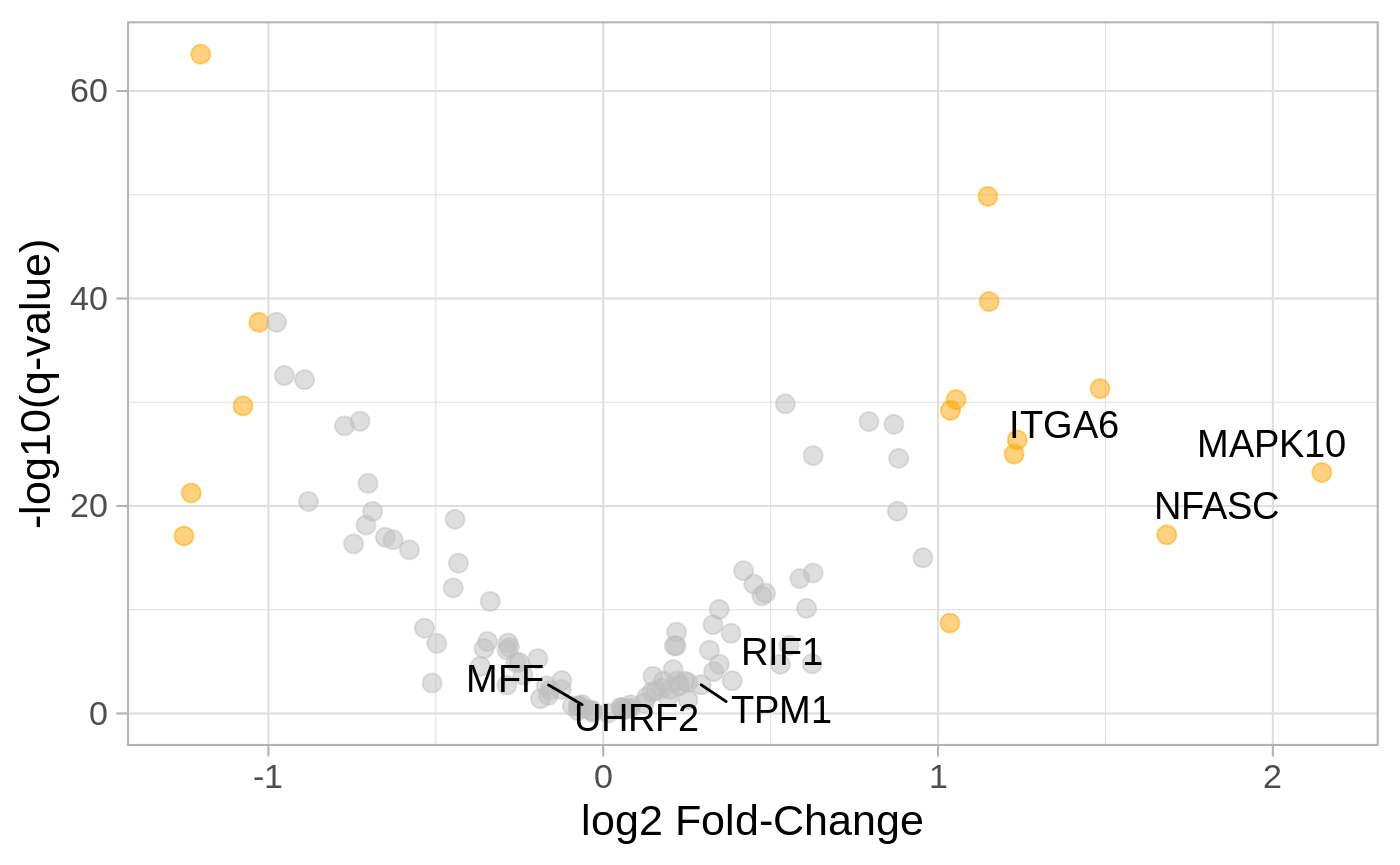 60
40
20
0
-log10(q-value)
ITGA6
MAPK10
NFASC
RIF1
MFF
TPM1
UHRF2
-1
0
1
2
log2 Fold-Change